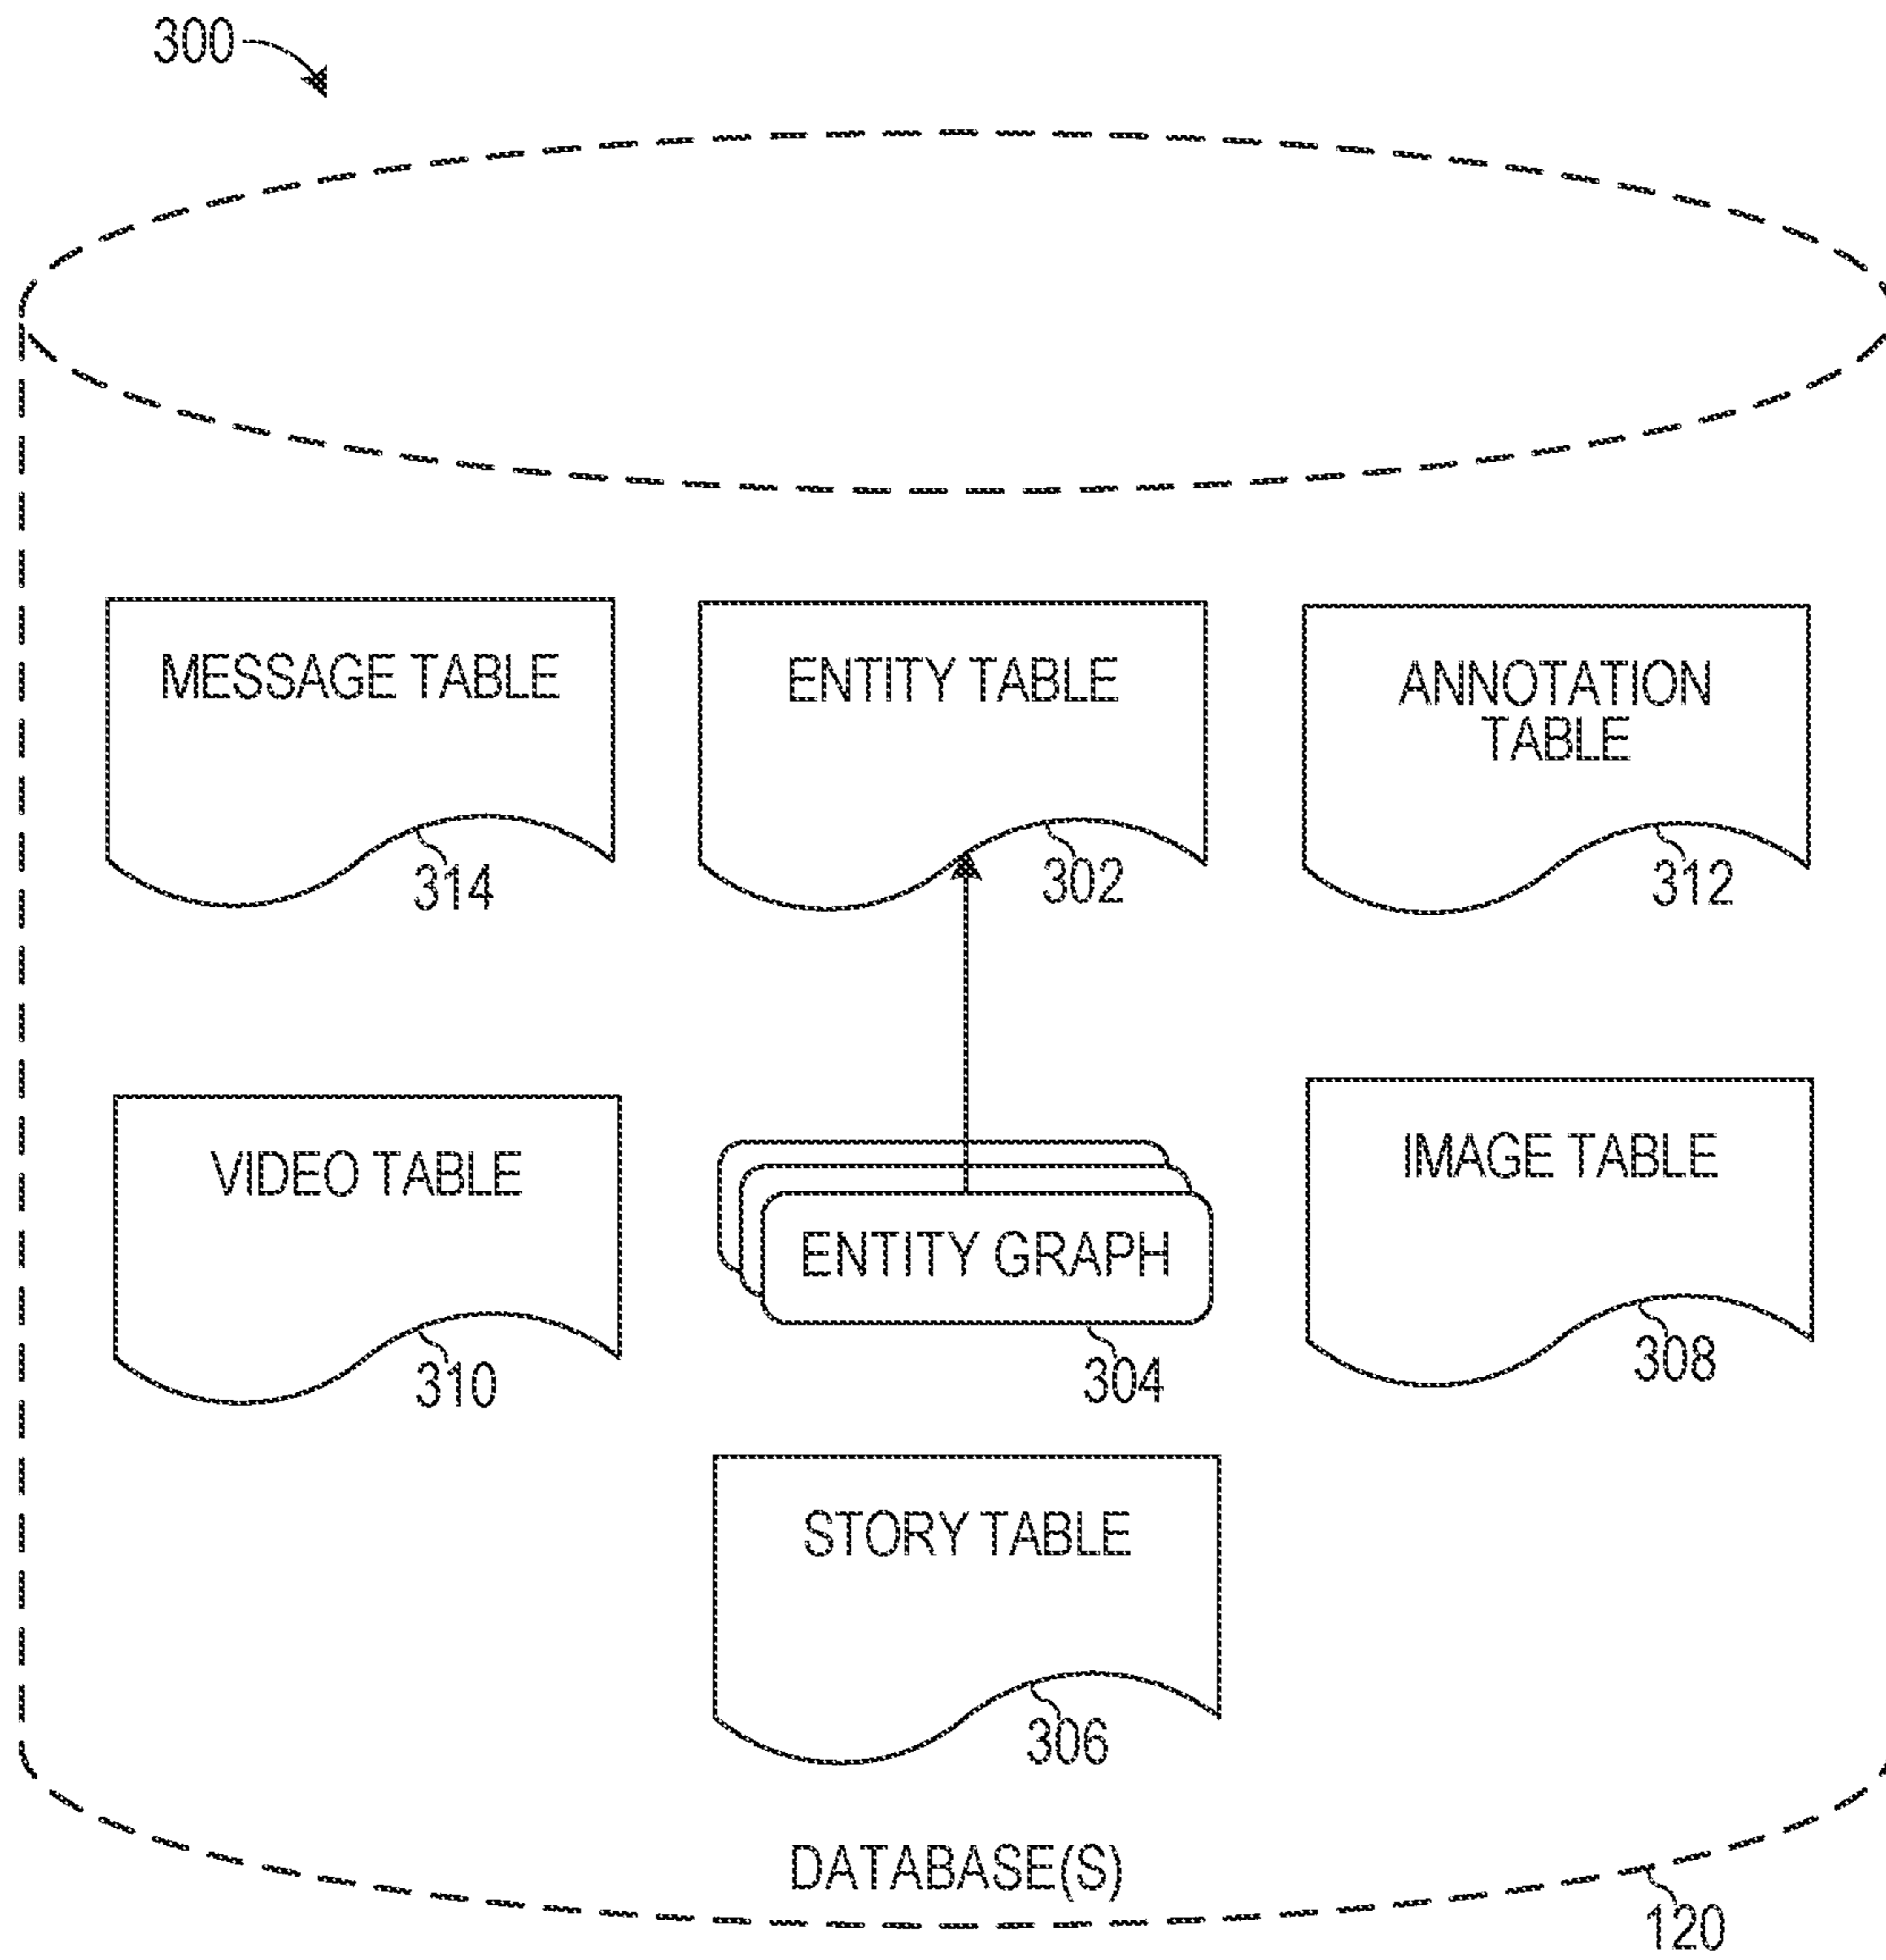 300
MESSAGE TABLE
314
ENTITY TABLE
302
ANNOTATION
TABLE
312
VIDEO TABLE
310
ENTITY GRAPH
304
IMAGE TABLE
308
STORY TABLE
306
DATABASE(S)
120